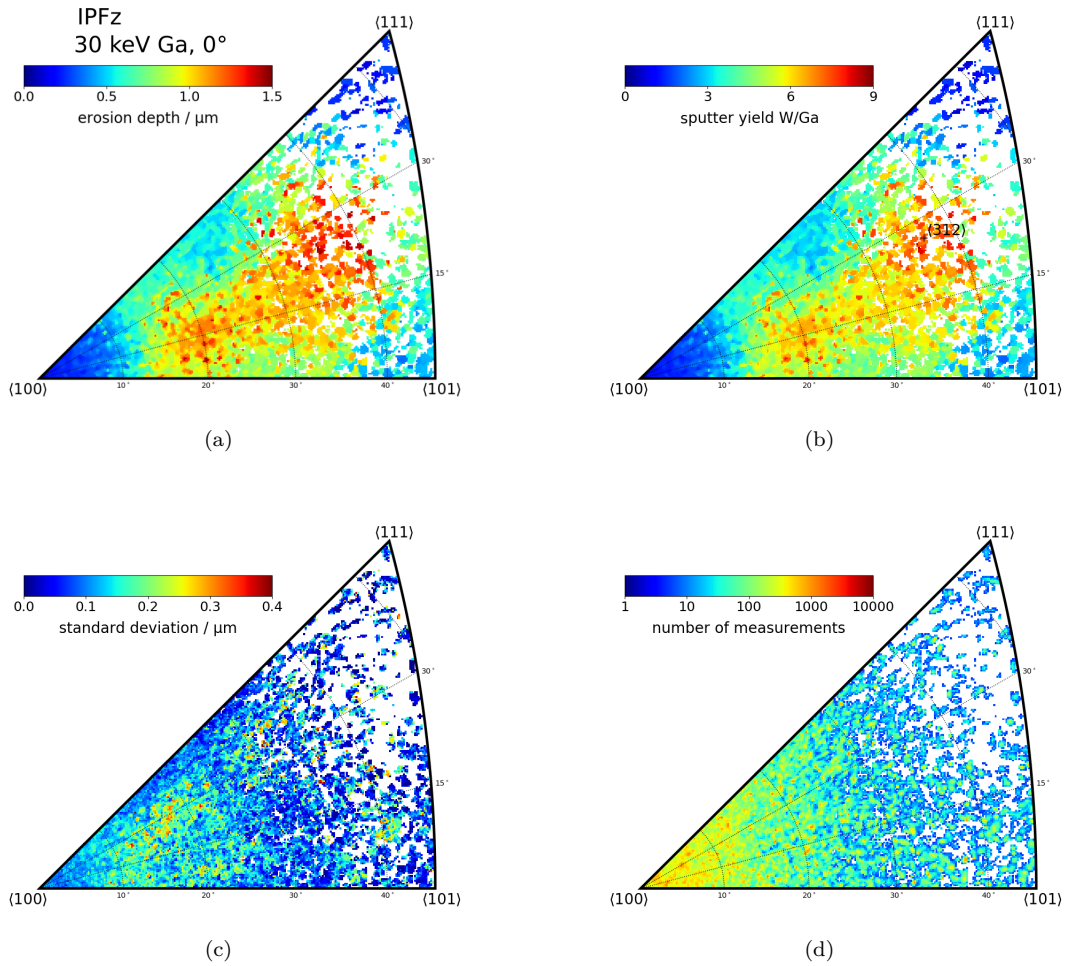 IPFz
30 keV Ga, 0°
0.0 0.5 1.0 1.5
erosion depth / μm
⟨111⟩
30°
15°
⟨100⟩ 10° 20° 30° 40° ⟨101⟩
(a)
0 3 6 9
sputter yield W/Ga
⟨111⟩
30°
⟨312⟩
15°
⟨100⟩ 10° 20° 30° 40° ⟨101⟩
(b)
0.0 0.1 0.2 0.3 0.4
standard deviation / μm
⟨111⟩
30°
15°
⟨100⟩ 10° 20° 30° 40° ⟨101⟩
(c)
1 10 100 1000 10000
number of measurements
⟨111⟩
30°
15°
⟨100⟩ 10° 20° 30° 40° ⟨101⟩
(d)